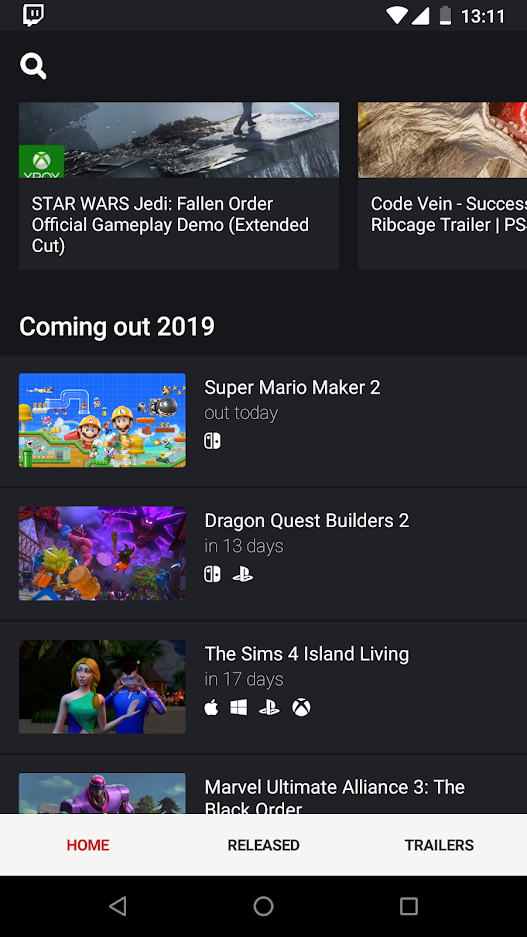 13:11
XBOX
STAR WARS Jedi: Fallen Order
Official Gameplay Demo (Extended
Cut)
Code Vein - Success
Ribcage Trailer | PS
Coming out 2019
Super Mario Maker 2
out today
Dragon Quest Builders 2
in 13 days
The Sims 4 Island Living
in 17 days
Marvel Ultimate Alliance 3: The
Black Order
HOME
RELEASED
TRAILERS